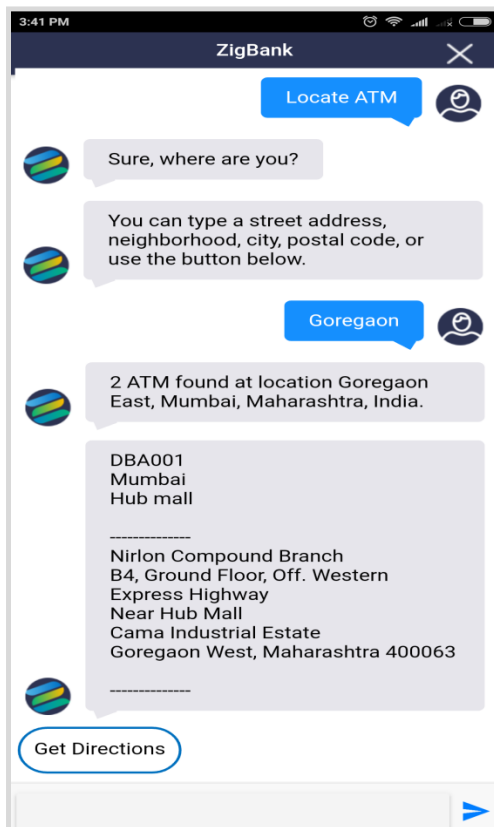 3:41 PM
ZigBank
Locate ATM
Sure, where are you?
You can type a street address,
neighborhood, city, postal code, or
use the button below.
Goregaon
2 ATM found at location Goregaon
East, Mumbai, Maharashtra, India.
DBA001
Mumbai
Hub mall
--------------
Nirlon Compound Branch
B4, Ground Floor, Off. Western
Express Highway
Near Hub Mall
Cama Industrial Estate
Goregaon West, Maharashtra 400063
--------------
Get Directions